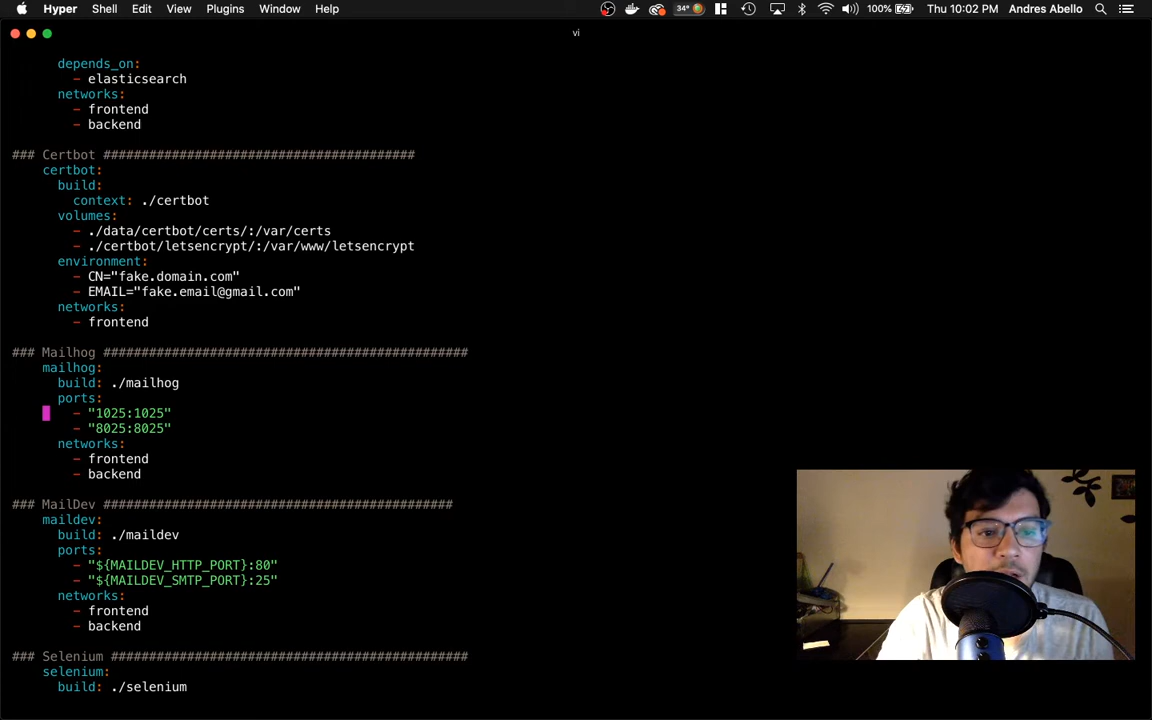 Hyper Shell Edit View Plugins Window Help 34° 100% Thu 10:02 PM Andres Abello
vi
depends_on:
- elasticsearch
networks:
- frontend
- backend
### Certbot #########################################
certbot:
build:
context: ./certbot
volumes:
- ./data/certbot/certs/:/var/certs
- ./certbot/letsencrypt/:/var/www/letsencrypt
environment:
- CN="fake.domain.com"
- EMAIL="fake.email@gmail.com"
networks:
- frontend
### Mailhog ################################################
mailhog:
build: ./mailhog
ports:
- "1025:1025"
- "8025:8025"
networks:
- frontend
- backend
### MailDev ##############################################
maildev:
build: ./maildev
ports:
- "${MAILDEV_HTTP_PORT}:80"
- "${MAILDEV_SMTP_PORT}:25"
networks:
- frontend
- backend
### Selenium ###############################################
selenium:
build: ./selenium